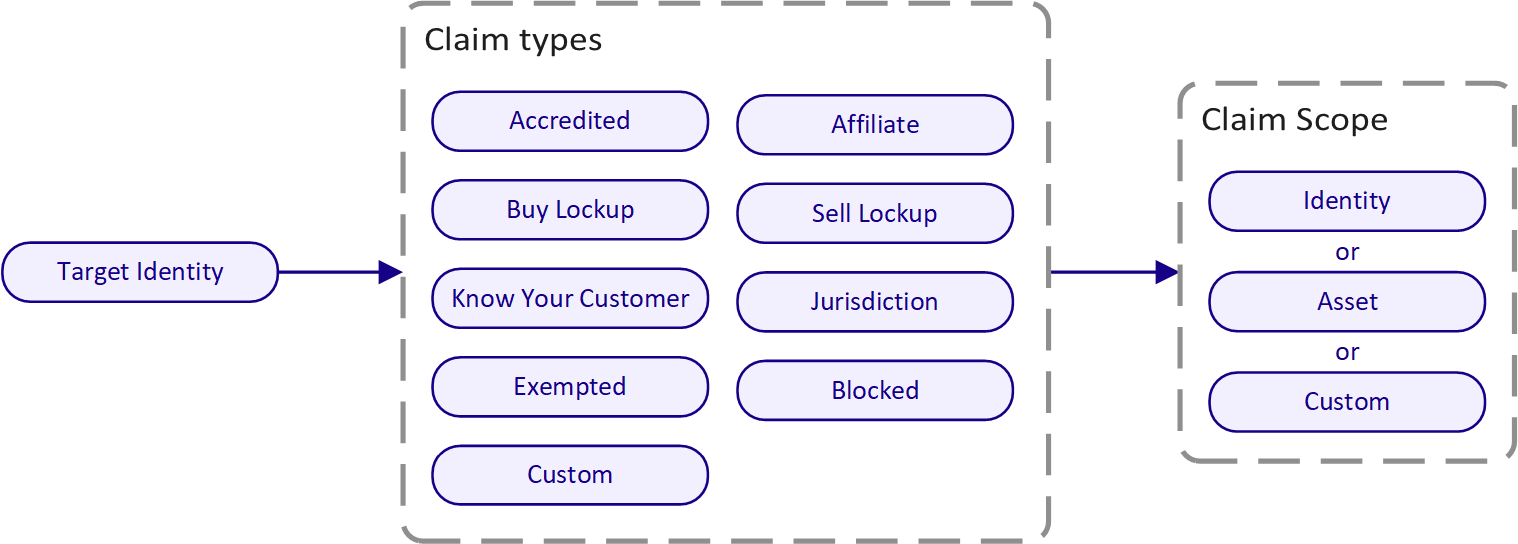 Target Identity
Claim types
Accredited
Affiliate
Buy Lockup
Sell Lockup
Know Your Customer
Jurisdiction
Exempted
Blocked
Custom
Claim Scope
Identity
or
Asset
or
Custom